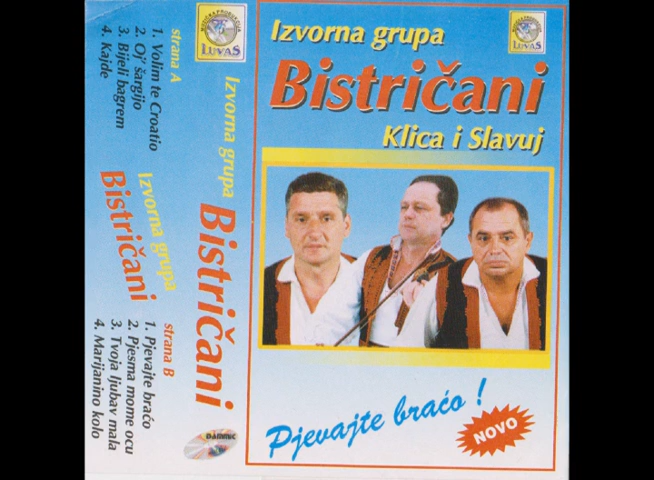 Izvorna grupa
Bistričani
Klica i Slavuj
Pjevajte braćo !
NOVO
LUVAS
LUVAS
Izvorna grupa
Bistričani
DAMMIC
strana A
1. Volim te Croatio
2. Oj' šargijo
3. Bijeli bagrem
4. Kajde
Izvorna grupa
Bistričani
strana B
1. Pjevajte braćo
2. Pjesma mome ocu
3. Tvoja ljubav mala
4. Marijanino kolo